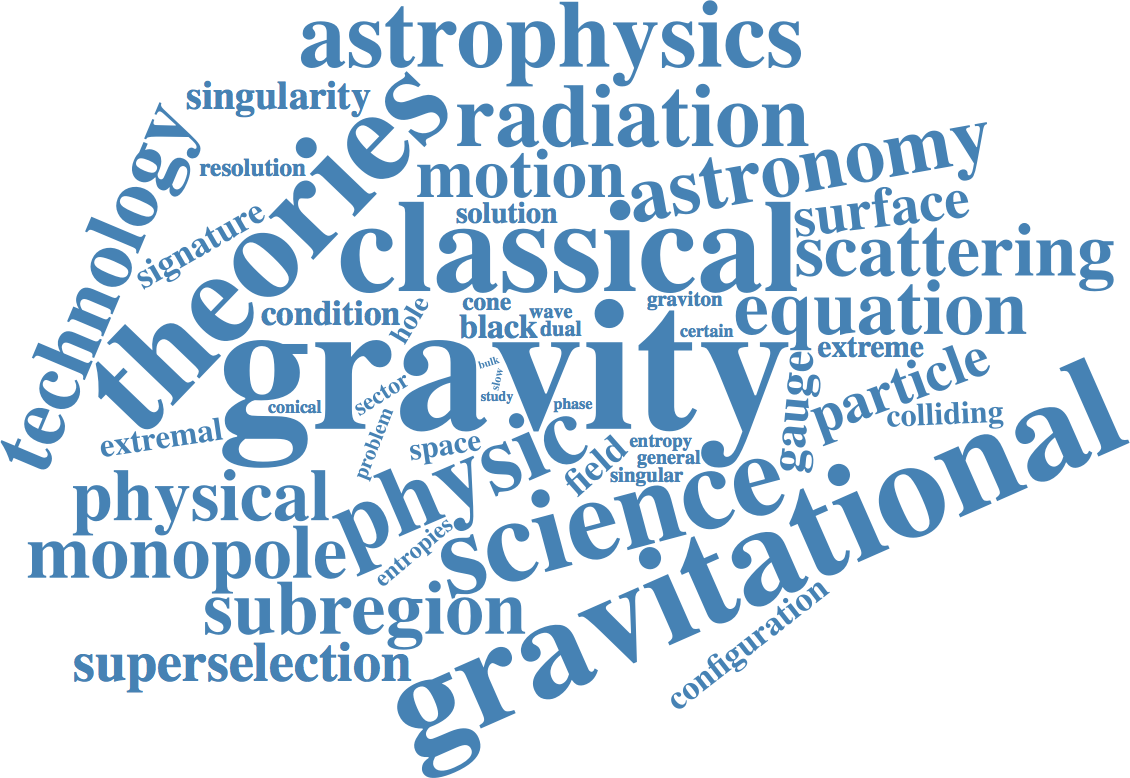 astrophysics
singularity
radiation
theories
technology
astronomy
resolution
motion
signature
solution
surface
classical
scattering
condition
hole
cone
wave
graviton
equation
black
dual
certain
gravity
extreme
bulk
slow
study
phase
conical
sector
gauge
particle
colliding
extremal
problem
space
physic
field
entropy
general
singular
physical
science
gravitational
monopole
entropies
subregion
configuration
superselection